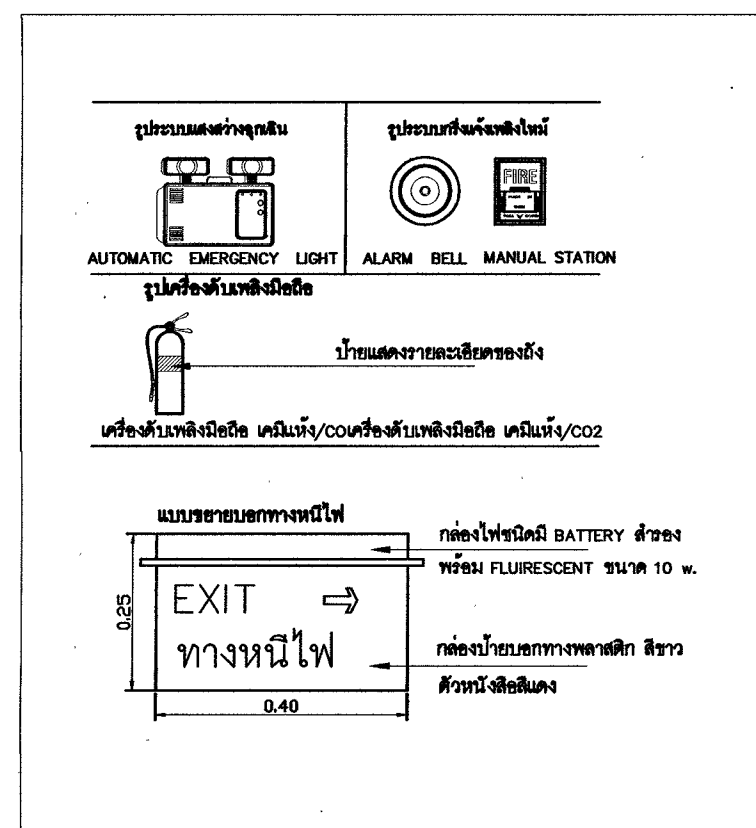 รูประบบแสงสว่างฉุกเฉิน
รูประบบกริ่งแจ้งเพลิงไหม้
FIRE
AUTOMATIC EMERGENCY LIGHT
ALARM BELL MANUAL STATION
รูปเครื่องดับเพลิงมือถือ
ป้ายแสดงรายละเอียดของถัง
เครื่องดับเพลิงมือถือ เคมีแห้ง/COเครื่องดับเพลิงมือถือ เคมีแห้ง/CO2
แบบขยายบอกทางหนีไฟ
กล่องไฟชนิดมี BATTERY สำรอง
พร้อม FLUIRESCENT ขนาด 10 w.
EXIT
ทางหนีไฟ
0.25
กล่องป้ายบอกทางพลาสติก สีขาว
ตัวหนังสือสีแดง
0.40